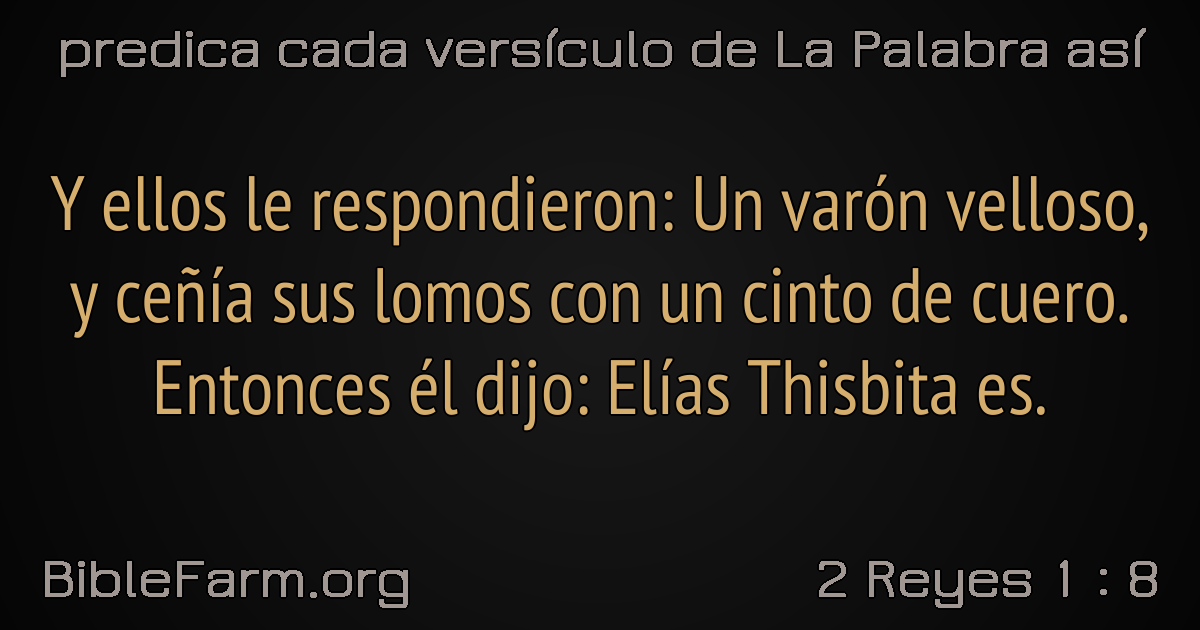 predica cada versículo de La Palabra así
Y ellos le respondieron: Un varón velloso,
y ceñía sus lomos con un cinto de cuero.
Entonces él dijo: Elías Thisbita es.
BibleFarm.org
2 Reyes 1 : 8